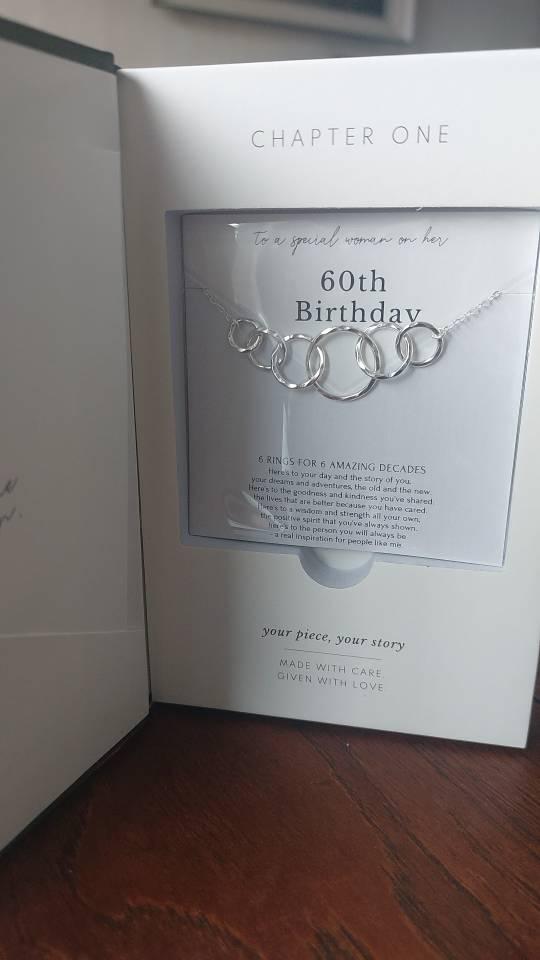 CHAPTER ONE
to a special woman on her
60th
Birthday
6 RINGS FOR 6 AMAZING DECADES
Here's to your day and the story of you,
your dreams and adventures, the old and the new.
Here's to the goodness and kindness you've shared,
the lives that are better because you have cared.
Here's to a wisdom and strength all your own,
the positive spirit that you've always shown.
here's to the person you will always be
- a real inspiration for people like me.
your piece, your story
MADE WITH CARE
GIVEN WITH LOVE